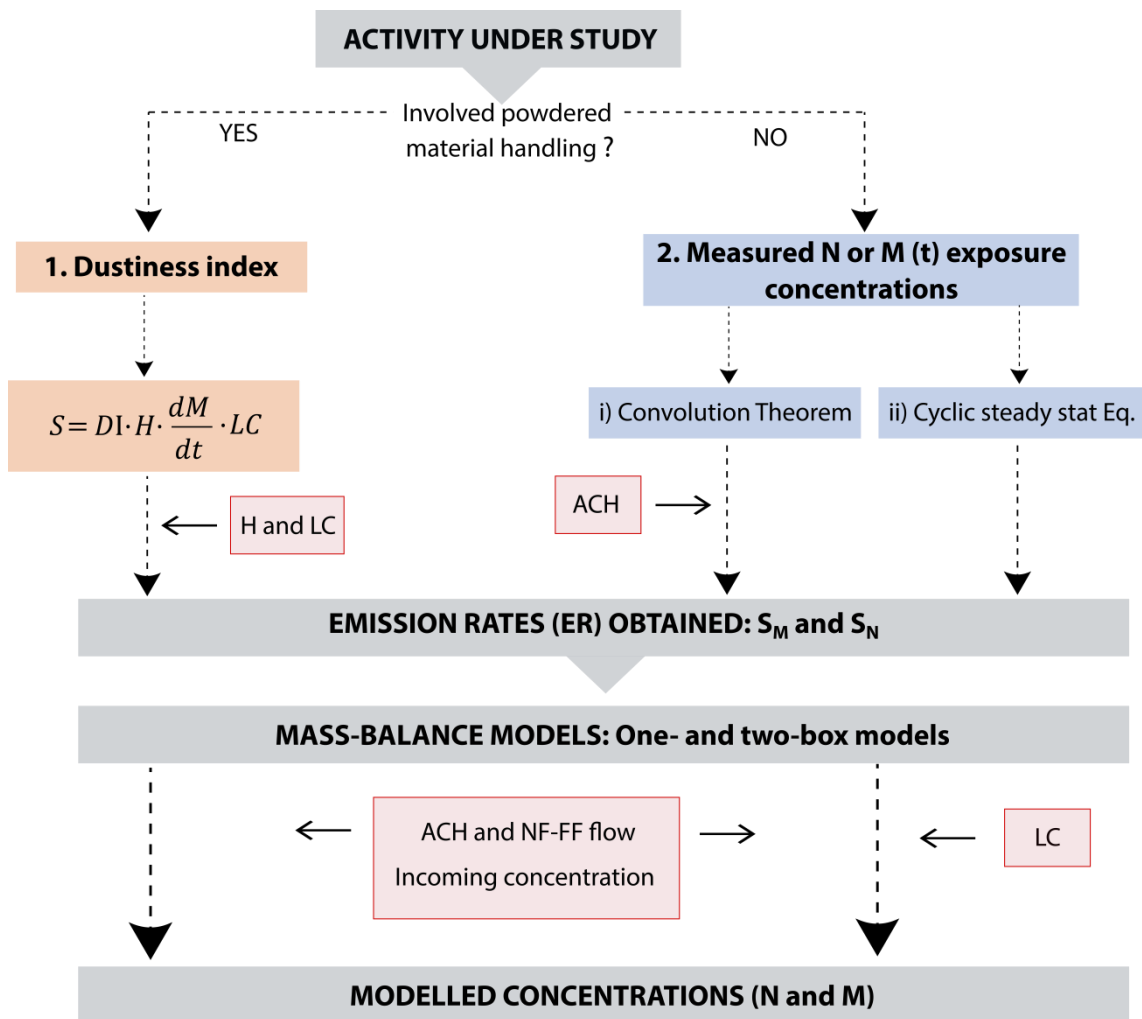 ACTIVITY UNDER STUDY
Involved powdered
material handling ?
YES
NO
1. Dustiness index
2. Measured N or M (t) exposure
concentrations
S = DI·H· dM/dt ·LC
i) Convolution Theorem
ii) Cyclic steady stat Eq.
H and LC
ACH
EMISSION RATES (ER) OBTAINED: S_M and S_N
MASS-BALANCE MODELS: One- and two-box models
ACH and NF-FF flow
Incoming concentration
LC
MODELLED CONCENTRATIONS (N and M)